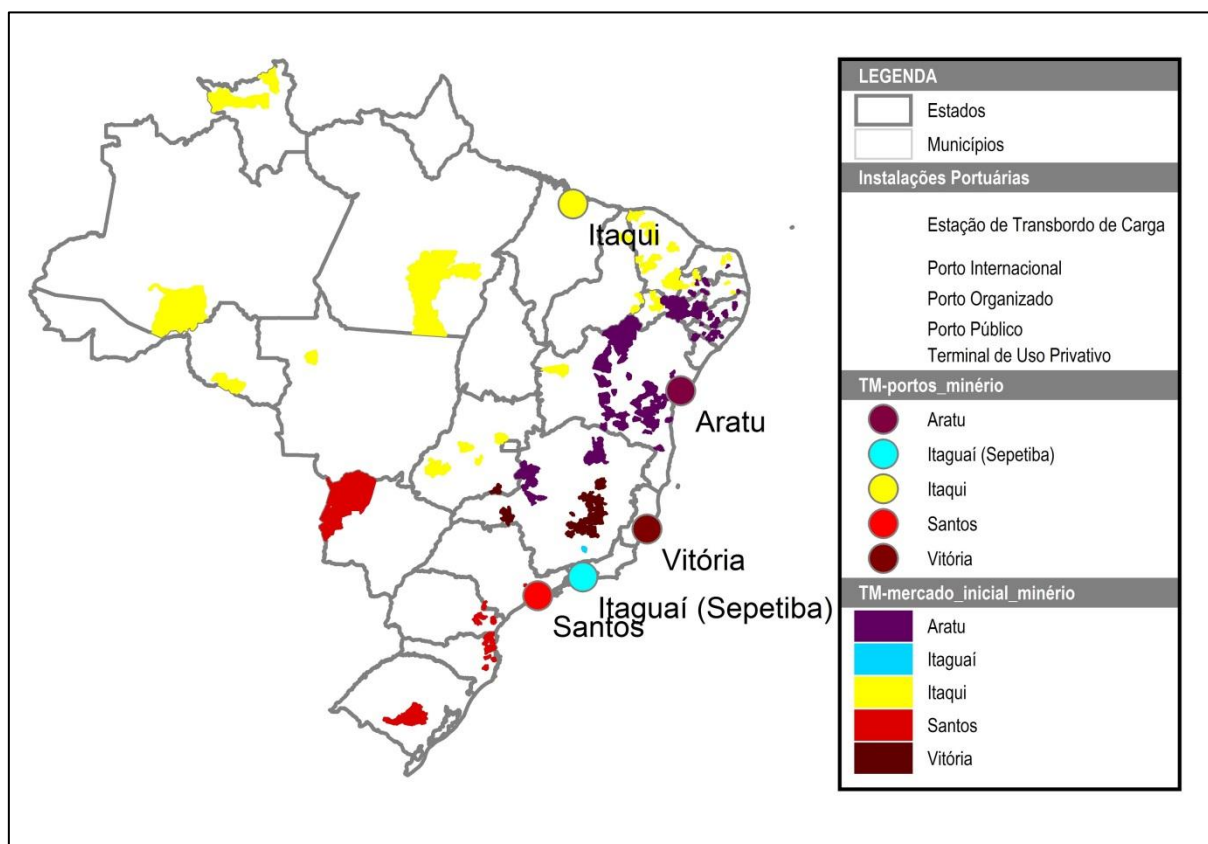 Itaqui
Aratu
Vitória
Itaguaí (Sepetiba)
Santos
LEGENDA
Estados
Municípios
Instalações Portuárias
Estação de Transbordo de Carga
Porto Internacional
Porto Organizado
Porto Público
Terminal de Uso Privativo
TM-portos_minério
Aratu
Itaguaí (Sepetiba)
Itaqui
Santos
Vitória
TM-mercado_inicial_minério
Aratu
Itaguaí
Itaqui
Santos
Vitória